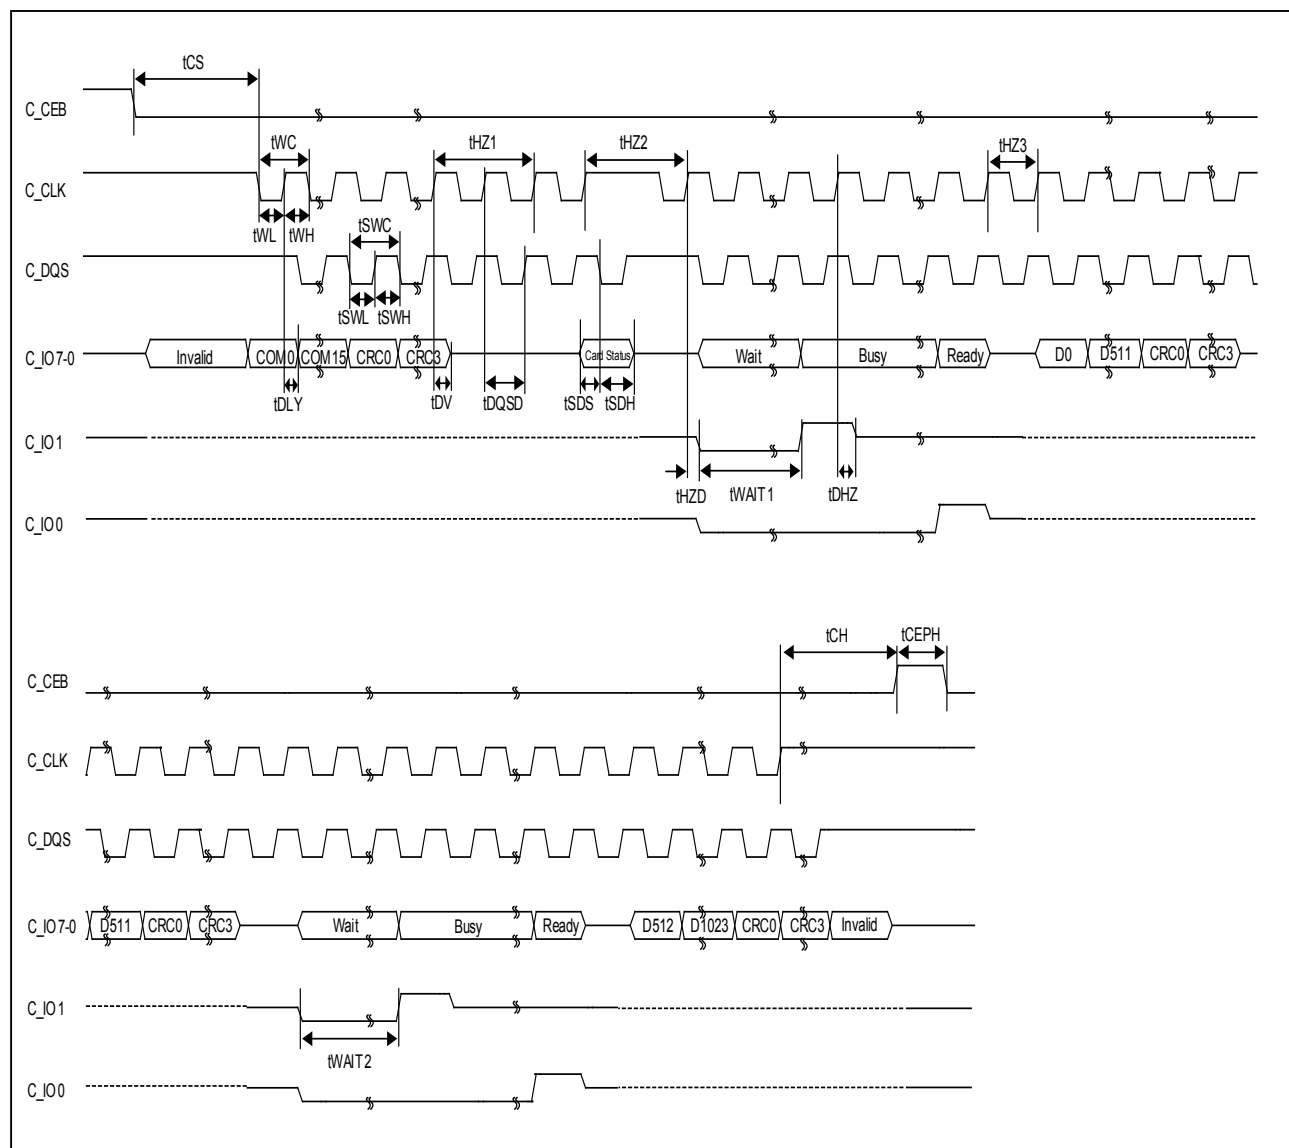 tCS
C_CEB
tWC tHZ1 tHZ2 tHZ3
C_CLK
tWL tWH tSWC
C_DQS
tSWL tSWH
C_IO7-0 Invalid COM0 COM15 CRC0 CRC3 Card Status Wait Busy Ready D0 D511 CRC0 CRC3
tDLY tDV tDQSD tSDS tSDH
C_IO1
tHZD tWAIT1 tDHZ
C_IO0
tCH tCEPH
C_CEB
C_CLK
C_DQS
C_IO7-0 D511 CRC0 CRC3 Wait Busy Ready D512 D1023 CRC0 CRC3 Invalid
C_IO1
tWAIT2
C_IO0